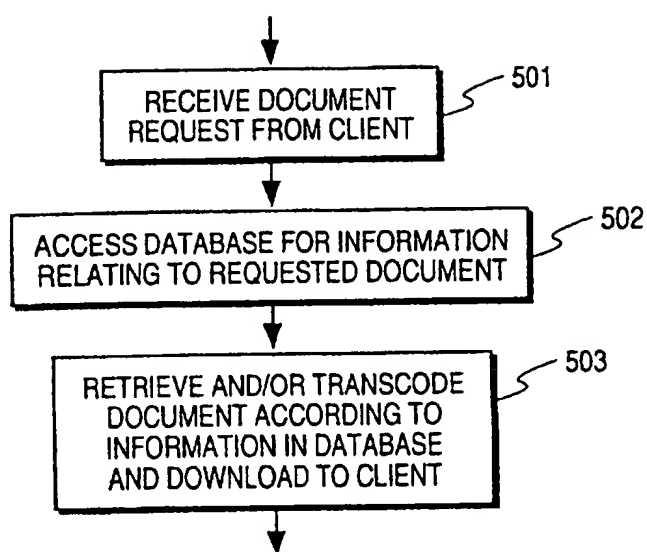 RECEIVE DOCUMENT
REQUEST FROM CLIENT
501
ACCESS DATABASE FOR INFORMATION
RELATING TO REQUESTED DOCUMENT
502
RETRIEVE AND/OR TRANSCODE
DOCUMENT ACCORDING TO
INFORMATION IN DATABASE
AND DOWNLOAD TO CLIENT
503